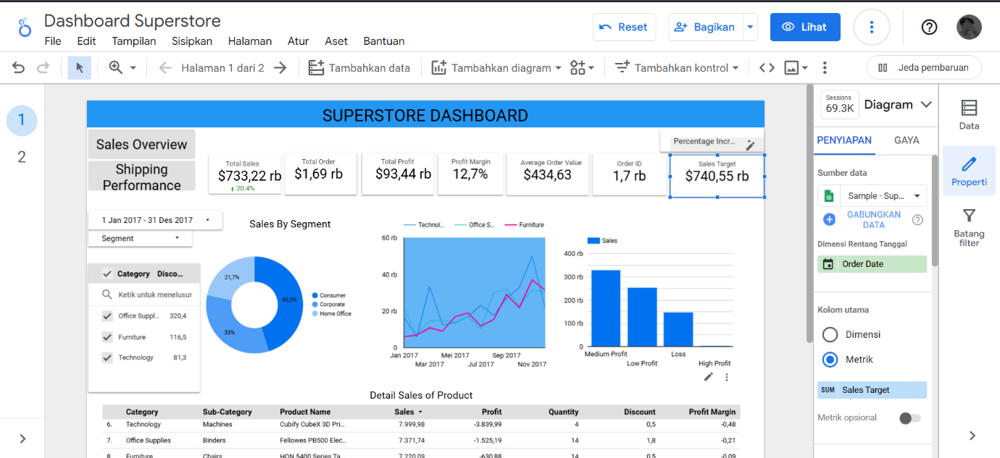 Dashboard Superstore
File Edit Tampilan Sisipkan Halaman Atur Aset Bantuan
Reset
Bagikan
Lihat
Halaman 1 dari 2
Tambahkan data
Tambahkan diagram
Tambahkan kontrol
Jeda pembaruan
1
2
SUPERSTORE DASHBOARD
Sales Overview
Shipping
Performance
Total Sales
$733,22 rb
20.4%
Total Order
$1,69 rb
Total Profit
$93,44 rb
Profit Margin
12,7%
Average Order Value
$434,63
Order ID
1,7 rb
Percentage Incr...
Sales Target
$740,55 rb
1 Jan 2017 - 31 Des 2017
Segment
Category Disco...
Ketik untuk menelusur
Office Suppl... 320,4
Furniture 116,5
Technology 81,3
Sales By Segment
21,7%
45,3%
33%
Consumer
Corporate
Home Office
Technol... Office S... Furniture
60 rb
40 rb
20 rb
0
Jan 2017 Mei 2017 Sep 2017
Mar 2017 Jul 2017 Nov 2017
Sales
400 rb
300 rb
200 rb
100 rb
0
Medium Profit Loss
Low Profit High Profit
Detail Sales of Product
Category Sub-Category Product Name Sales Profit Quantity Discount Profit Margin
6. Technology Machines Cubify CubeX 3D Pri... 7.999,98 -3.839,99 4 0,5 -0,48
7. Office Supplies Binders Fellowes PB500 Elec... 7.371,74 -1.525,19 14 1,8 -0,21
8. Furniture Chairs HON 5400 Series Ta... 7.220,09 -630,88 14 0,5 -0,09
Sessions
69.3K
Diagram
PENYIAPAN GAYA
Sumber data
Sample - Sup...
GABUNGKAN
DATA
Dimensi Rentang Tanggal
Order Date
Kolom utama
Dimensi
Metrik
SUM Sales Target
Metrik opsional
Data
Properti
Batang
filter